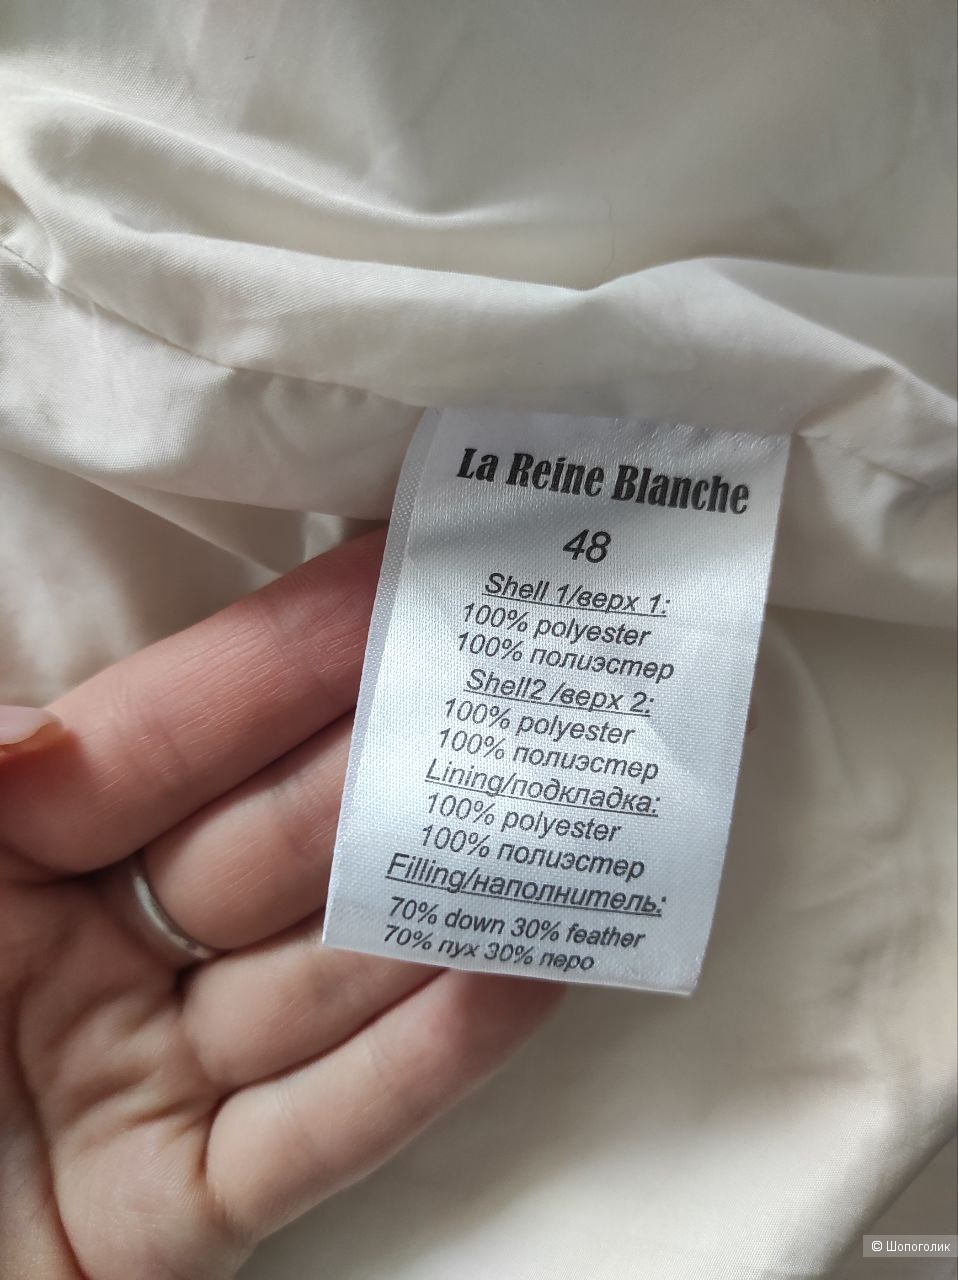 La Reine Blanche
48
Shell 1/верх 1:
100% polyester
100% полиэстер
Shell2 /верх 2:
100% polyester
100% полиэстер
Lining/подкладка:
100% polyester
100% полиэстер
Filling/наполнитель:
70% down 30% feather
70% пух 30% перо
© Шопоголик